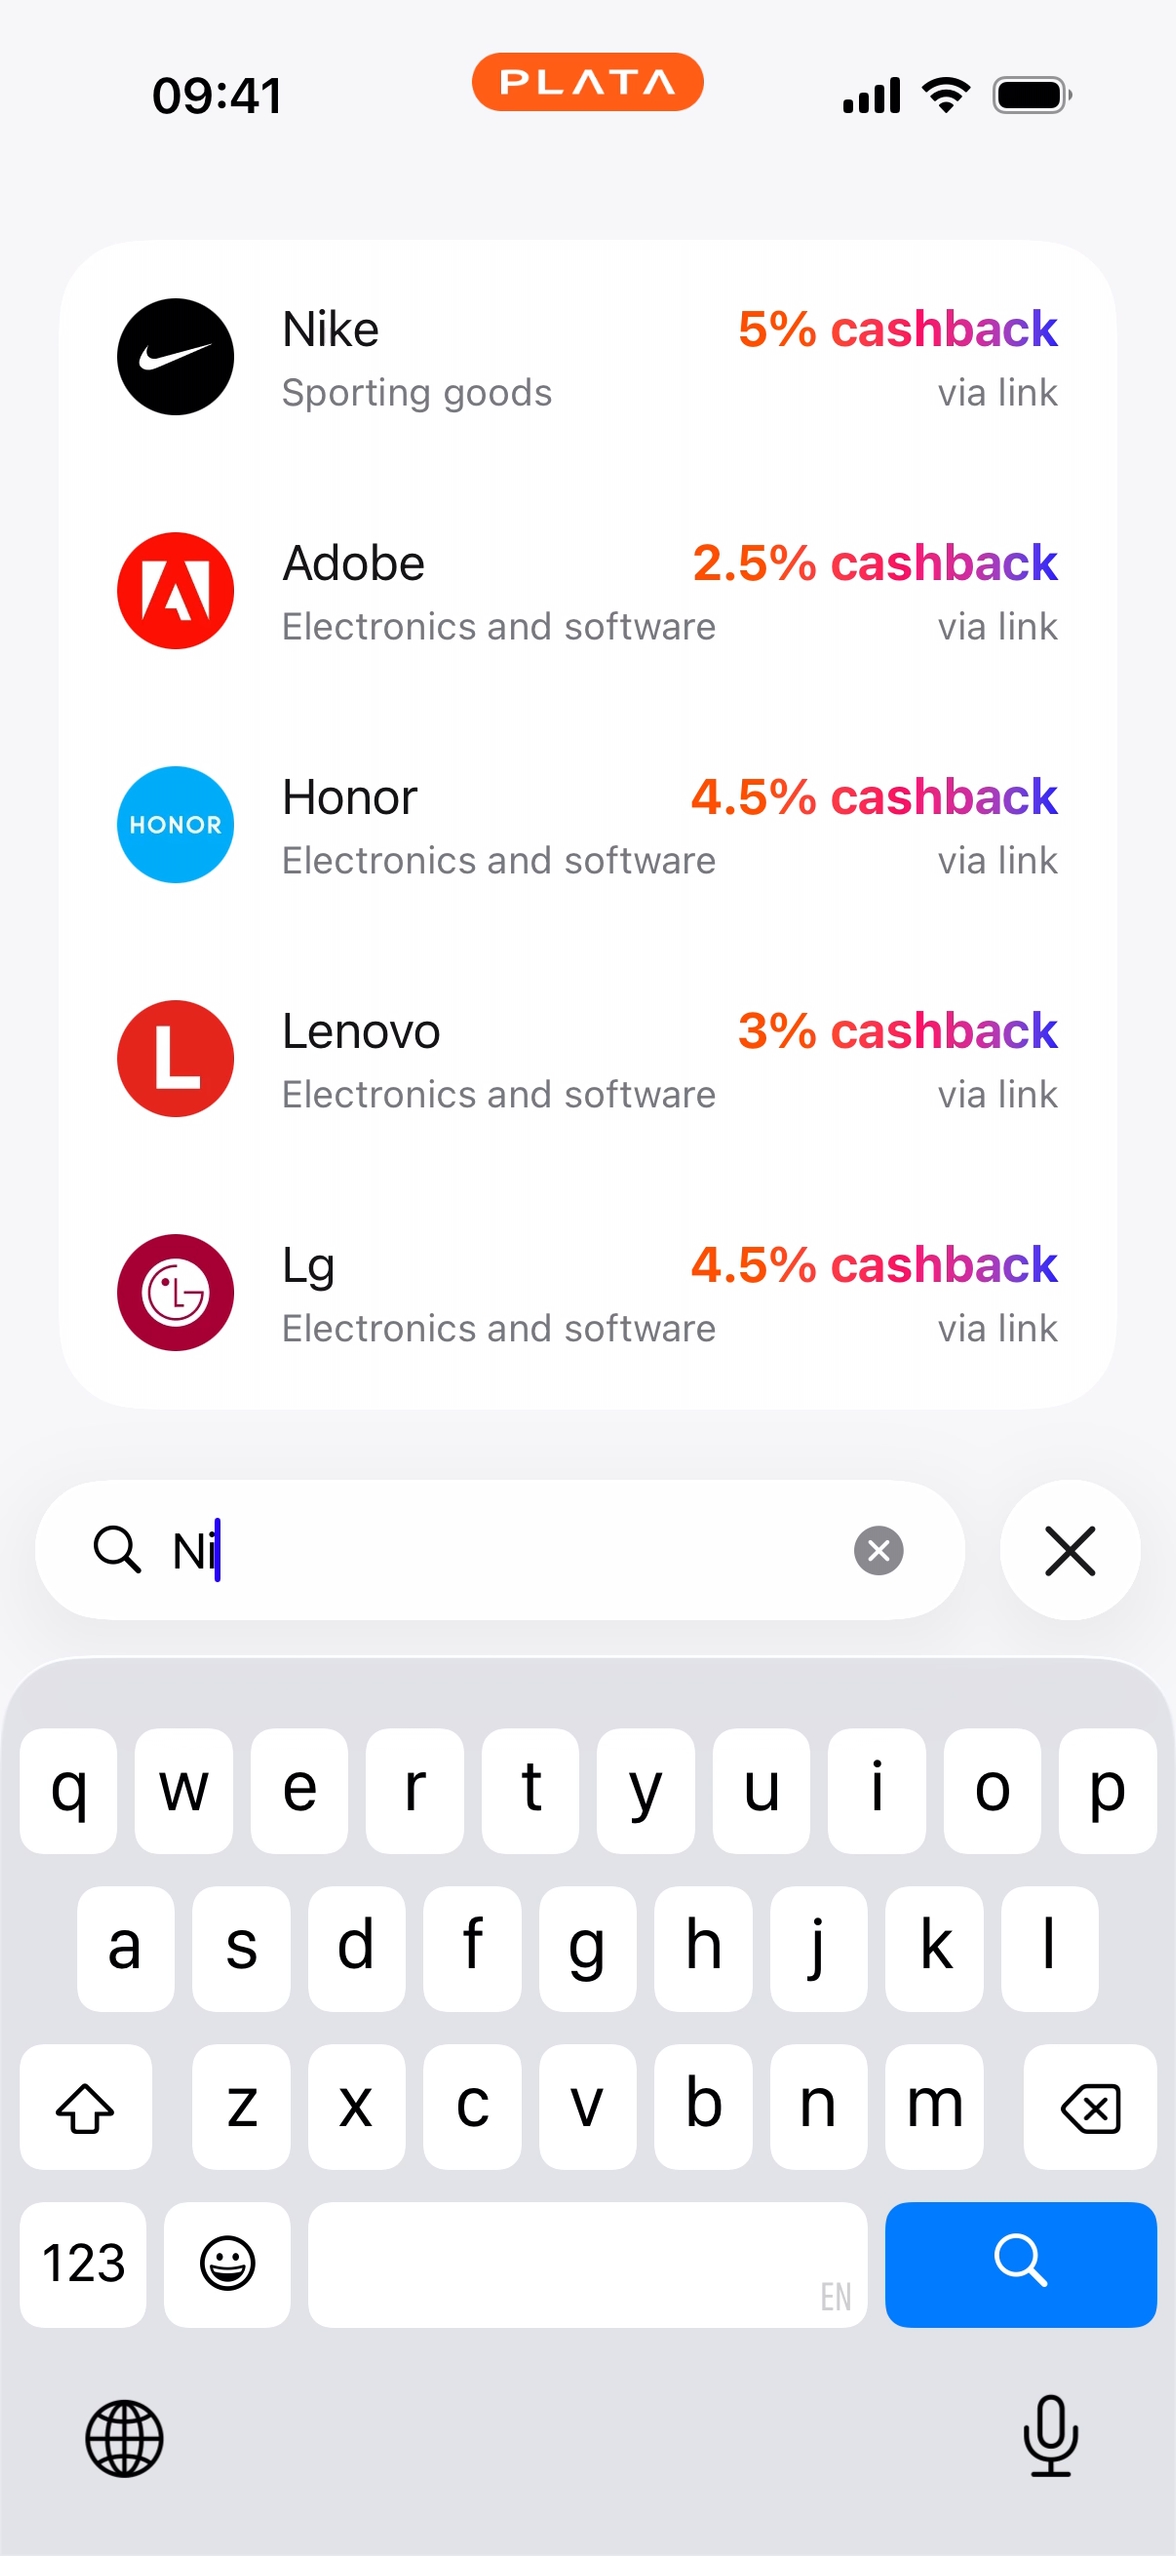 09:41
PLATA
Nike
5% cashback
Sporting goods
via link
Adobe
2.5% cashback
Electronics and software
via link
HONOR
Honor
4.5% cashback
Electronics and software
via link
L
Lenovo
3% cashback
Electronics and software
via link
LG
Lg
4.5% cashback
Electronics and software
via link
Ni
q w e r t y u i o p
a s d f g h j k l
z x c v b n m
123
EN